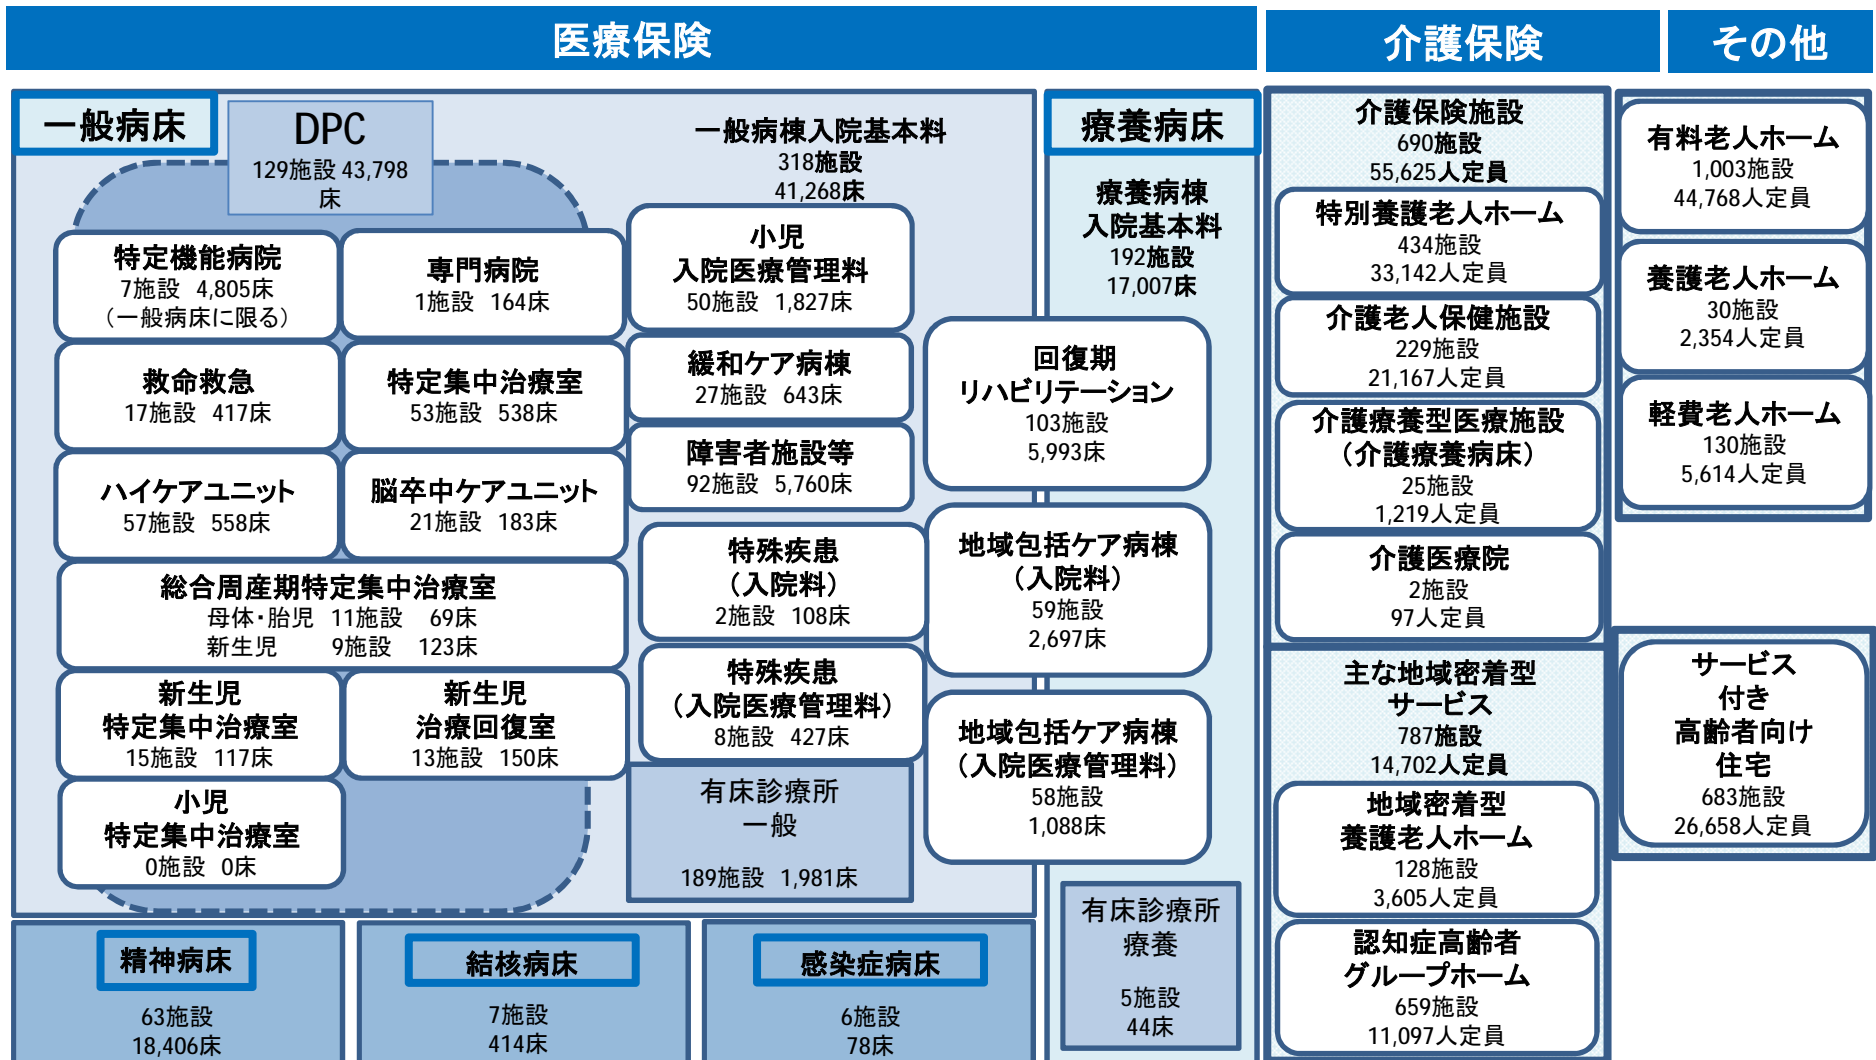 医療保険
介護保険
その他
一般病床
DPC
129施設 43,798
床
一般病棟入院基本料
318施設
41,268床
特定機能病院
7施設 4,805床
（一般病床に限る）
専門病院
1施設 164床
救命救急
17施設 417床
特定集中治療室
53施設 538床
ハイケアユニット
57施設 558床
脳卒中ケアユニット
21施設 183床
総合周産期特定集中治療室
母体・胎児 11施設 69床
新生児 9施設 123床
新生児
特定集中治療室
15施設 117床
新生児
治療回復室
13施設 150床
小児
特定集中治療室
0施設 0床
小児
入院医療管理料
50施設 1,827床
緩和ケア病棟
27施設 643床
障害者施設等
92施設 5,760床
特殊疾患
（入院料）
2施設 108床
特殊疾患
（入院医療管理料）
8施設 427床
有床診療所
一般
189施設 1,981床
療養病床
療養病棟
入院基本料
192施設
17,007床
回復期
リハビリテーション
103施設
5,993床
地域包括ケア病棟
（入院料）
59施設
2,697床
地域包括ケア病棟
（入院医療管理料）
58施設
1,088床
有床診療所
療養
5施設
44床
精神病床
63施設
18,406床
結核病床
7施設
414床
感染症病床
6施設
78床
介護保険施設
690施設
55,625人定員
特別養護老人ホーム
434施設
33,142人定員
介護老人保健施設
229施設
21,167人定員
介護療養型医療施設
（介護療養病床）
25施設
1,219人定員
介護医療院
2施設
97人定員
主な地域密着型
サービス
787施設
14,702人定員
地域密着型
養護老人ホーム
128施設
3,605人定員
認知症高齢者
グループホーム
659施設
11,097人定員
有料老人ホーム
1,003施設
44,768人定員
養護老人ホーム
30施設
2,354人定員
軽費老人ホーム
130施設
5,614人定員
サービス
付き
高齢者向け
住宅
683施設
26,658人定員